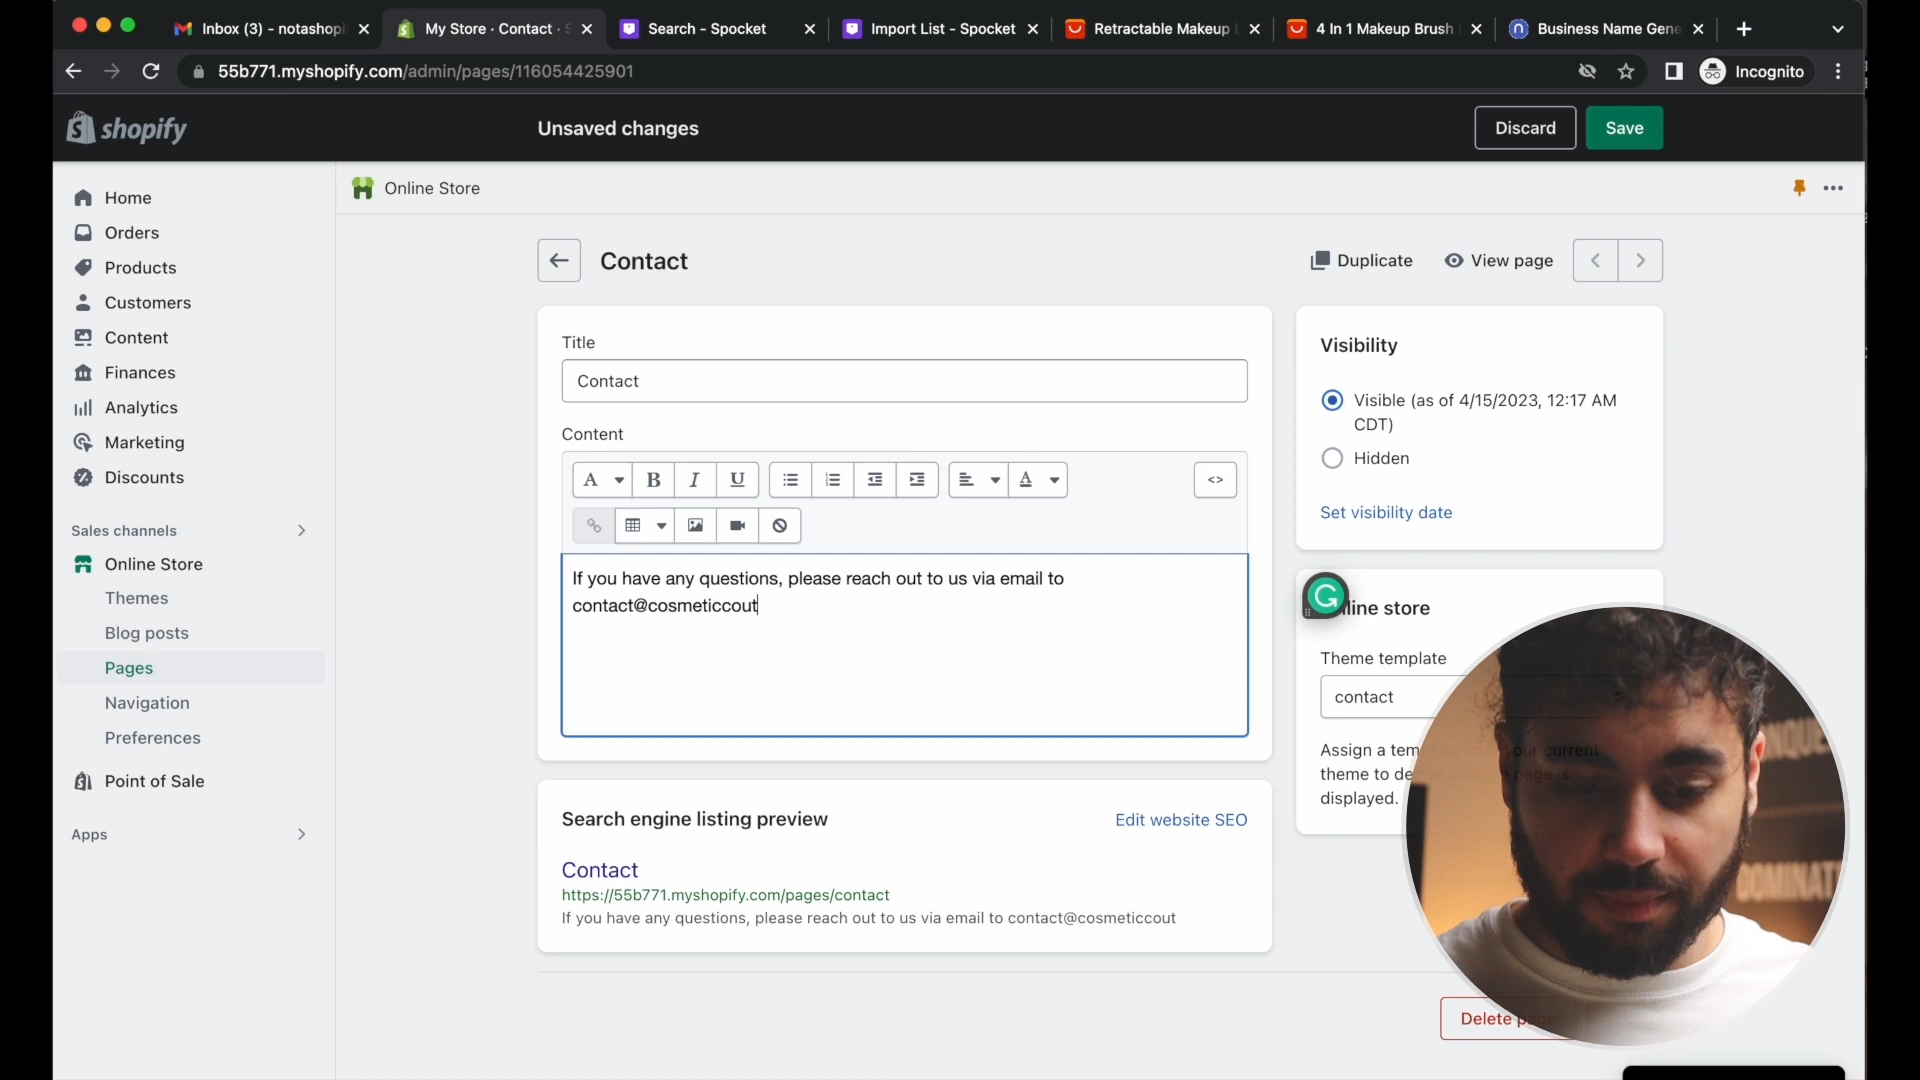 Inbox (3) - notashopi
My Store · Contact · S
Search - Spocket
Import List - Spocket
Retractable Makeup
4 In 1 Makeup Brush
Business Name Gene
55b771.myshopify.com/admin/pages/116054425901
Incognito
shopify
Unsaved changes
Discard
Save
Home
Orders
Products
Customers
Content
Finances
Analytics
Marketing
Discounts
Sales channels
Online Store
Themes
Blog posts
Pages
Navigation
Preferences
Point of Sale
Apps
Online Store
Contact
Duplicate
View page
Title
Contact
Content
A
B
I
U
A
<>
If you have any questions, please reach out to us via email to
contact@cosmeticcout
Search engine listing preview
Edit website SEO
Contact
https://55b771.myshopify.com/pages/contact
If you have any questions, please reach out to us via email to contact@cosmeticcout
Visibility
Visible (as of 4/15/2023, 12:17 AM
CDT)
Hidden
Set visibility date
line store
Theme template
contact
Assign a tem your current
theme to de page is
displayed.
Delete page